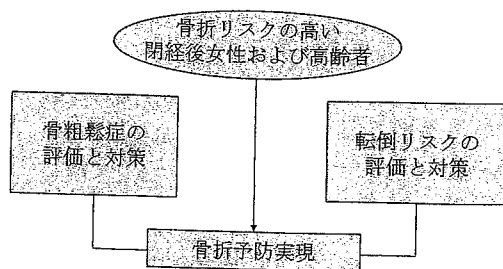 骨折リスクの高い
閉経後女性および高齢者
骨粗鬆症の
評価と対策
転倒リスクの
評価と対策
骨折予防実現